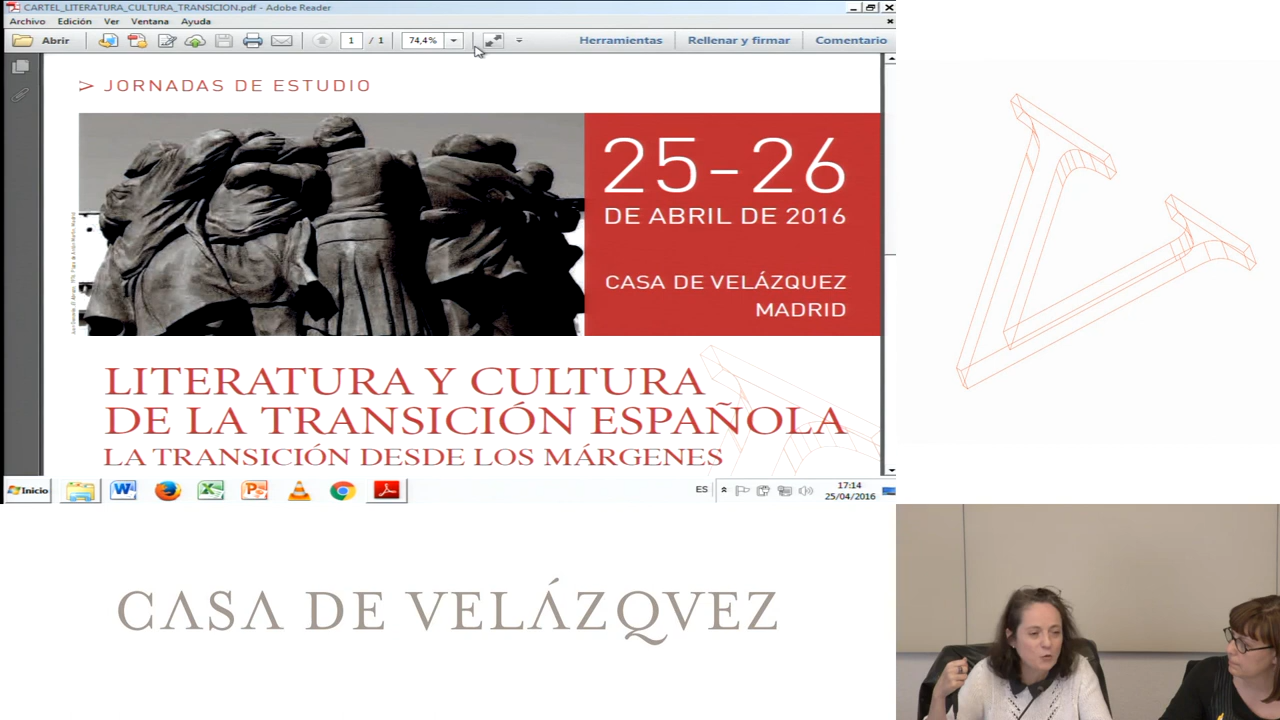 CARTEL_LITERATURA_CULTURA_TRANSICION.pdf - Adobe Reader
Archivo Edición Ver Ventana Ayuda
Abrir 1 / 1 74,4% Herramientas Rellenar y firmar Comentario
> JORNADAS DE ESTUDIO
25-26
DE ABRIL DE 2016
CASA DE VELÁZQUEZ
MADRID
LITERATURA Y CULTURA
DE LA TRANSICIÓN ESPAÑOLA
LA TRANSICIÓN DESDE LOS MÁRGENES
Inicio ES 17:14
25/04/2016
CASA DE VELÁZQVEZ